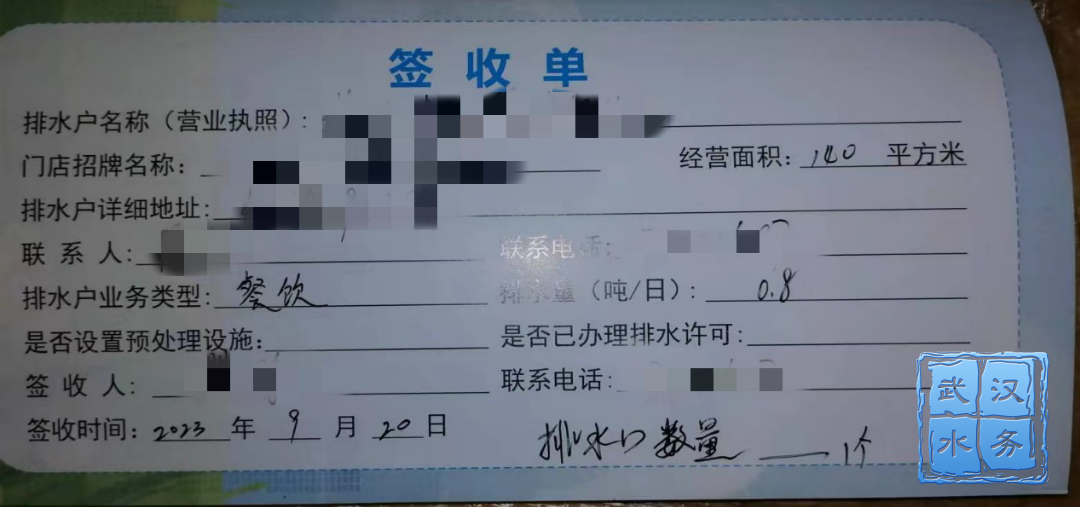 签收单
排水户名称（营业执照）:
门店招牌名称: 经营面积: 140 平方米
排水户详细地址:
联系人: 联系电话:
排水户业务类型: 餐饮 排水量（吨/日）: 0.8
是否设置预处理设施: 是否已办理排水许可:
签收人: 联系电话:
签收时间: 2023 年 9 月 20 日
排水口数量 1个
武汉
水务